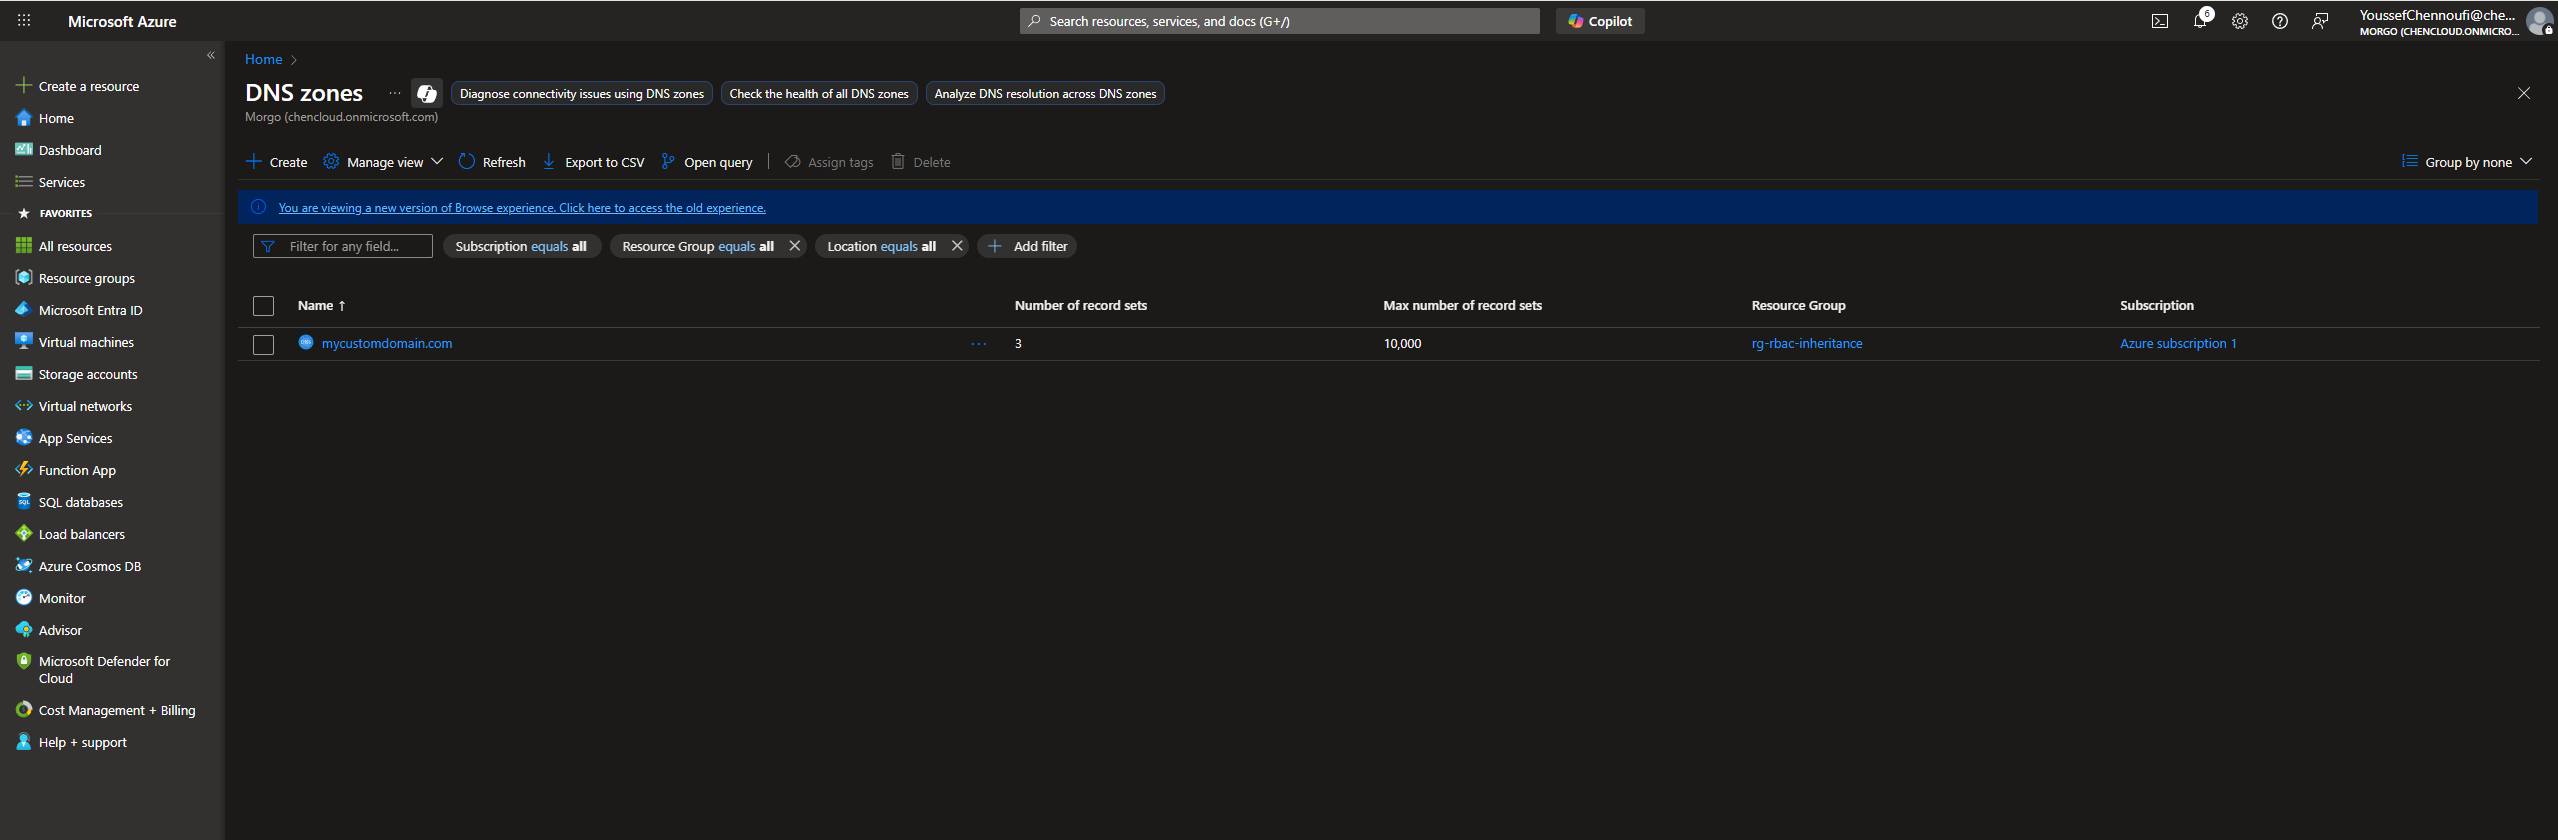 Microsoft Azure
Search resources, services, and docs (G+/)
Copilot
6
YoussefChennoufi@che...
MORGO (CHENCLOUD.ONMICRO...
Create a resource
Home
Dashboard
Services
FAVORITES
All resources
Resource groups
Microsoft Entra ID
Virtual machines
Storage accounts
Virtual networks
App Services
Function App
SQL databases
Load balancers
Azure Cosmos DB
Monitor
Advisor
Microsoft Defender for
Cloud
Cost Management + Billing
Help + support
Home
DNS zones
Diagnose connectivity issues using DNS zones
Check the health of all DNS zones
Analyze DNS resolution across DNS zones
Morgo (chencloud.onmicrosoft.com)
Create Manage view Refresh Export to CSV Open query Assign tags Delete
Group by none
You are viewing a new version of Browse experience. Click here to access the old experience.
Filter for any field... Subscription equals all Resource Group equals all Location equals all Add filter
Name ↑ Number of record sets Max number of record sets Resource Group Subscription
mycustomdomain.com ... 3 10,000 rg-rbac-inheritance Azure subscription 1